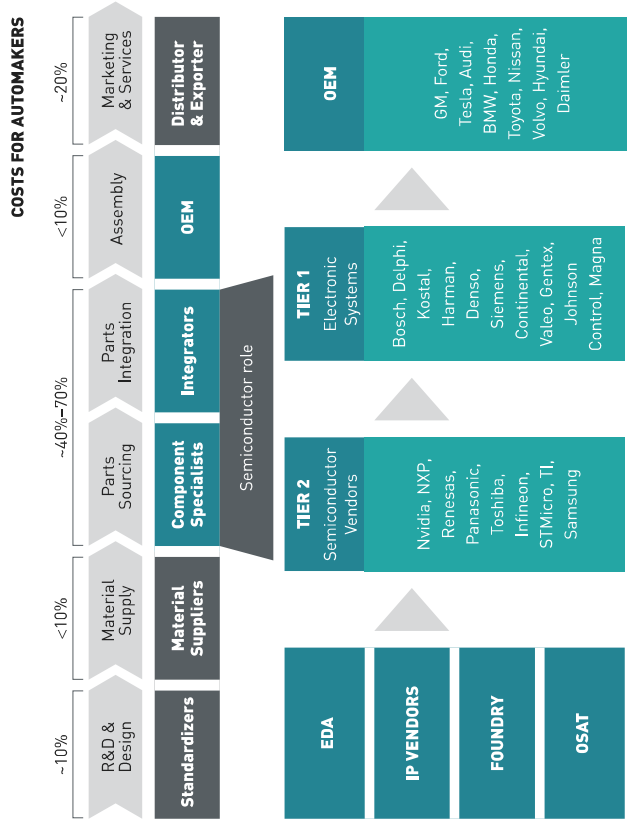 COSTS FOR AUTOMAKERS
~10%
<10%
~40%–70%
<10%
~20%
R&D &
Design
Material
Supply
Parts
Sourcing
Parts
Integration
Assembly
Marketing
& Services
Standardizers
Material
Suppliers
Component
Specialists
Integrators
OEM
Distributor
& Exporter
Semiconductor role
EDA
IP VENDORS
FOUNDRY
OSAT
TIER 2
Semiconductor
Vendors
Nvidia, NXP,
Renesas,
Panasonic,
Toshiba,
Infineon,
STMicro, TI,
Samsung
TIER 1
Electronic
Systems
Bosch, Delphi,
Kostal,
Harman,
Denso,
Siemens,
Continental,
Valeo, Gentex,
Johnson
Control, Magna
OEM
GM, Ford,
Tesla, Audi,
BMW, Honda,
Toyota, Nissan,
Volvo, Hyundai,
Daimler